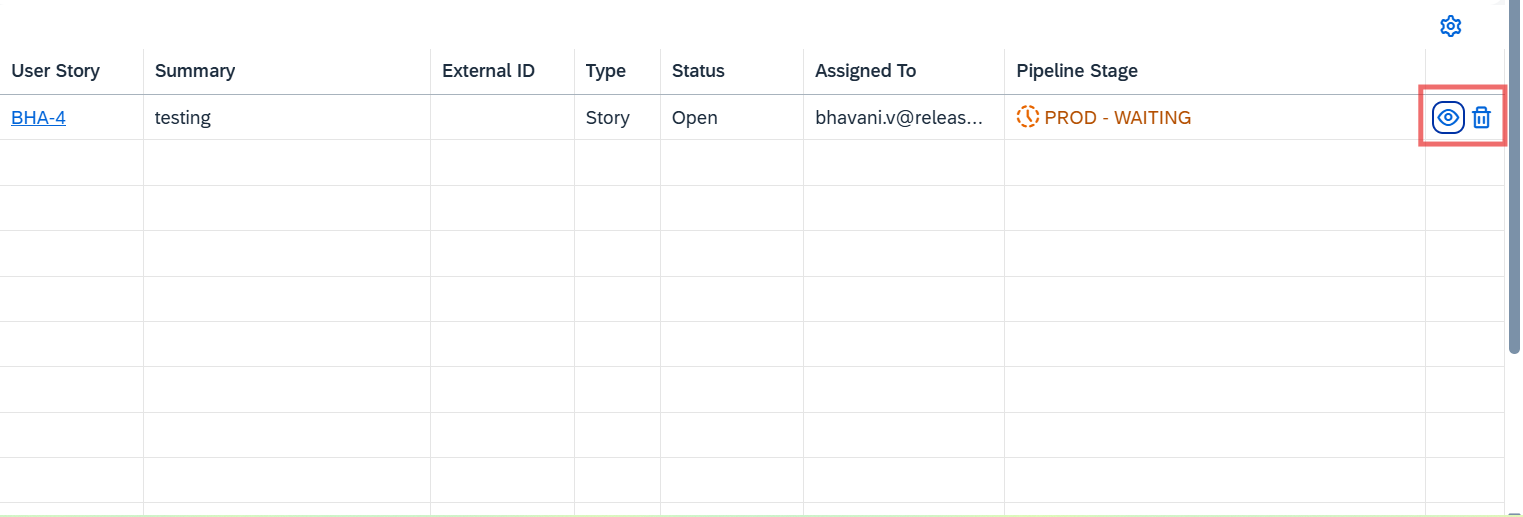 User Story Summary External ID Type Status Assigned To Pipeline Stage
BHA-4 testing Story Open bhavani.v@releas... PROD - WAITING